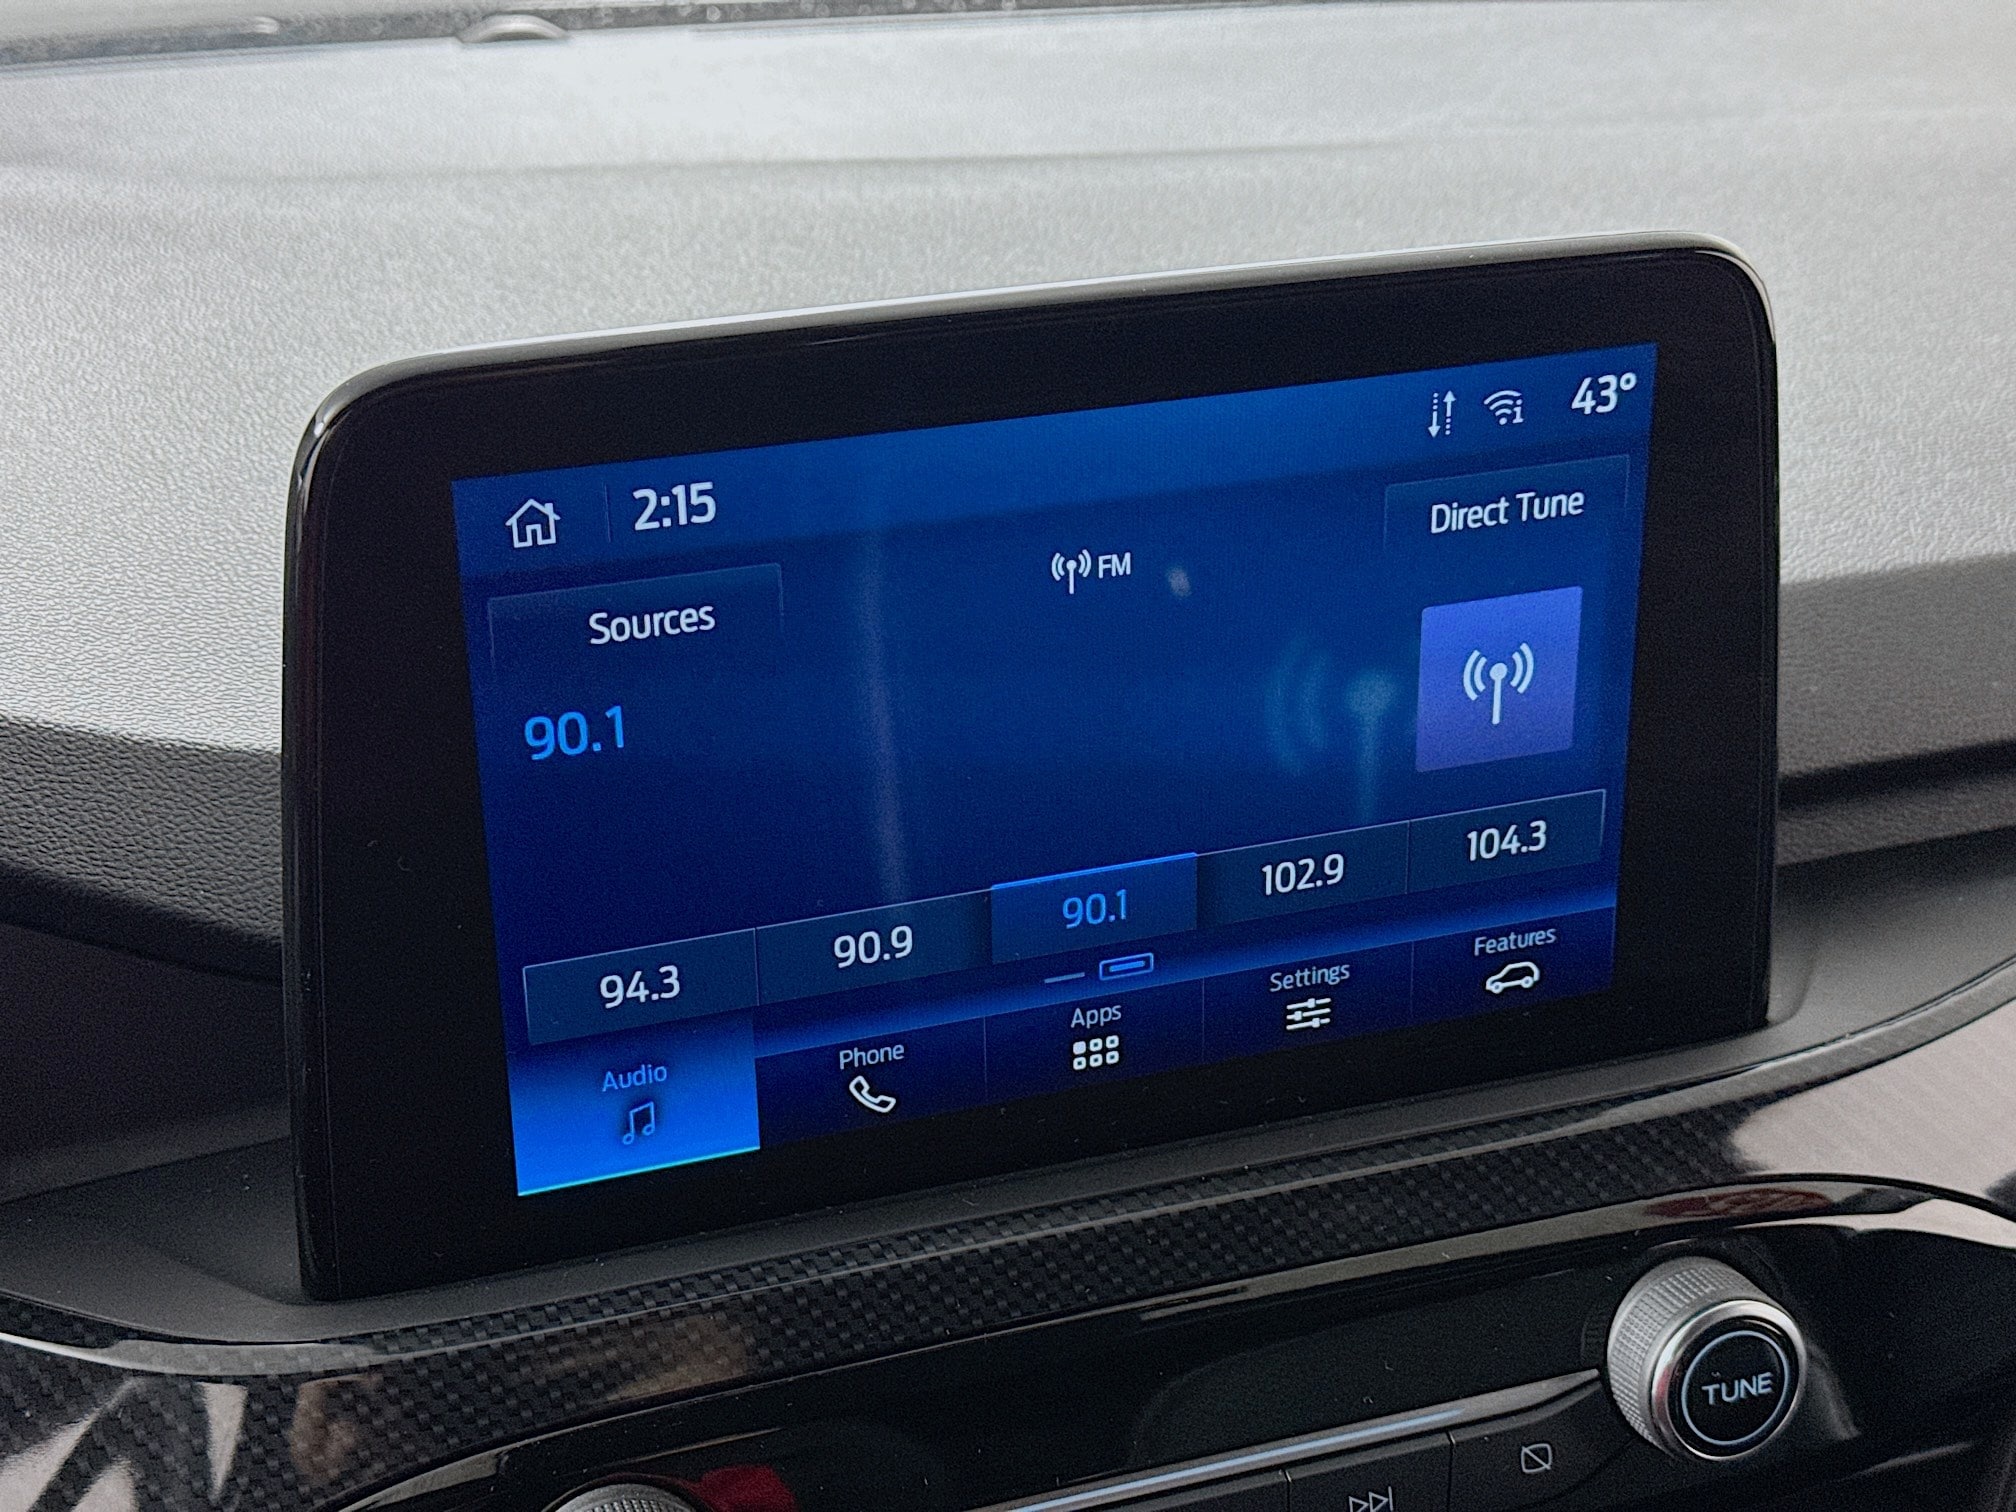 2:15
43°
Sources
FM
Direct Tune
90.1
94.3
90.9
90.1
102.9
104.3
Audio
Phone
Apps
Settings
Features
TUNE